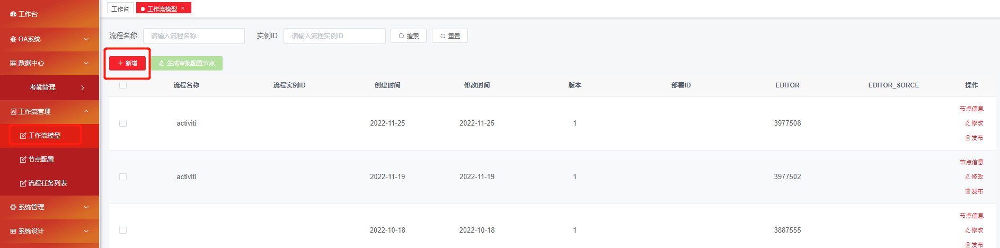 工作台
OA系统
数据中心
考勤管理
工作流管理
工作流模型
节点配置
流程任务列表
系统管理
系统设计
工作台 工作流模型 ×
流程名称 请输入流程名称 实例ID 请输入流程实例ID 搜索 重置
新增 生成审批配置节点
流程名称 流程实例ID 创建时间 修改时间 版本 部署ID EDITOR EDITOR_SORCE 操作
节点信息
activiti 2022-11-25 2022-11-25 1 3977508 修改
发布
节点信息
activiti 2022-11-19 2022-11-19 1 3977502 修改
发布
节点信息
2022-10-18 2022-10-18 1 3887555 修改
发布